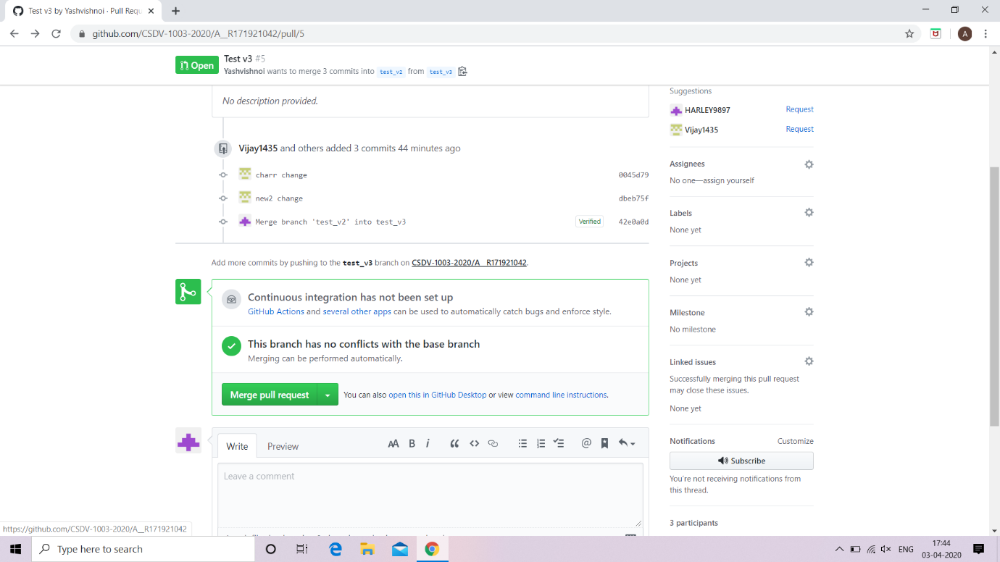 Test v3 by Yashvishnoi · Pull Requ
github.com/CSDV-1003-2020/A__R171921042/pull/5
A
Open
Test v3 #5
Yashvishnoi wants to merge 3 commits into test_v2 from test_v3
No description provided.
Vijay1435 and others added 3 commits 44 minutes ago
charr change 0045d79
new2 change dbeb75f
Merge branch 'test_v2' into test_v3 Verified 42e0a0d
Add more commits by pushing to the test_v3 branch on CSDV-1003-2020/A__R171921042.
Continuous integration has not been set up
GitHub Actions and several other apps can be used to automatically catch bugs and enforce style.
This branch has no conflicts with the base branch
Merging can be performed automatically.
Merge pull request You can also open this in GitHub Desktop or view command line instructions.
Write Preview
AA B i @
Leave a comment
Suggestions
HARLEY9897 Request
Vijay1435 Request
Assignees
No one—assign yourself
Labels
None yet
Projects
None yet
Milestone
No milestone
Linked issues
Successfully merging this pull request
may close these issues.
None yet
Notifications Customize
Subscribe
You're not receiving notifications from
this thread.
3 participants
https://github.com/CSDV-1003-2020/A__R171921042
Type here to search
ENG
17:44
03-04-2020